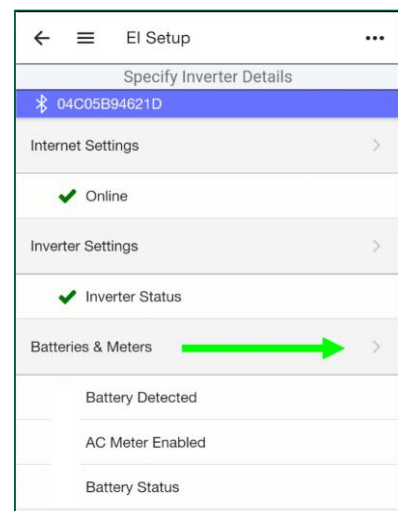 EI Setup
Specify Inverter Details
04C05B94621D
Internet Settings
Online
Inverter Settings
Inverter Status
Batteries & Meters
Battery Detected
AC Meter Enabled
Battery Status